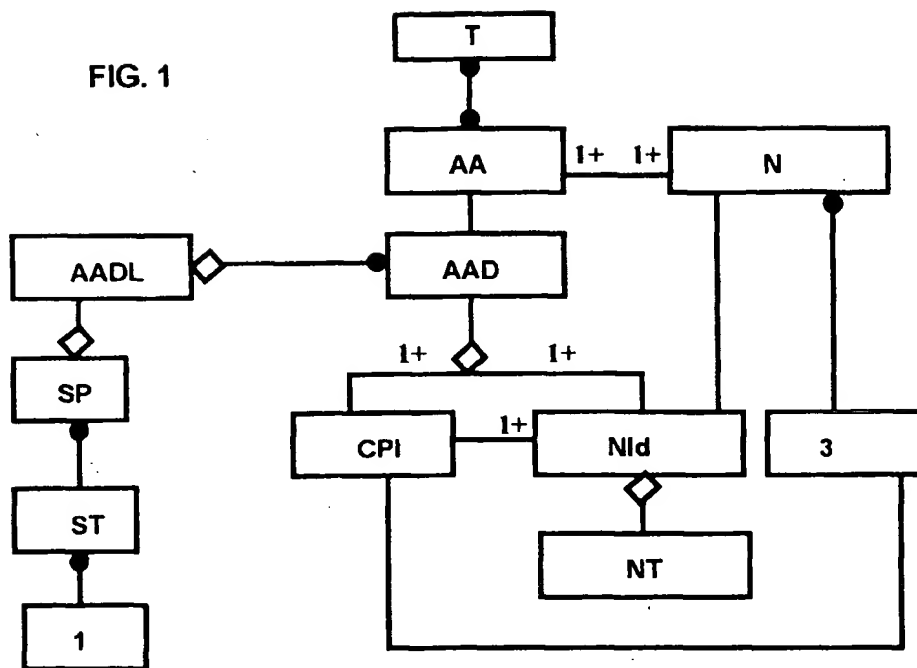 T
FIG. 1
AA
1+ 1+
N
AADL
AAD
SP
1+ 1+
CPI
1+
NId
3
ST
NT
1